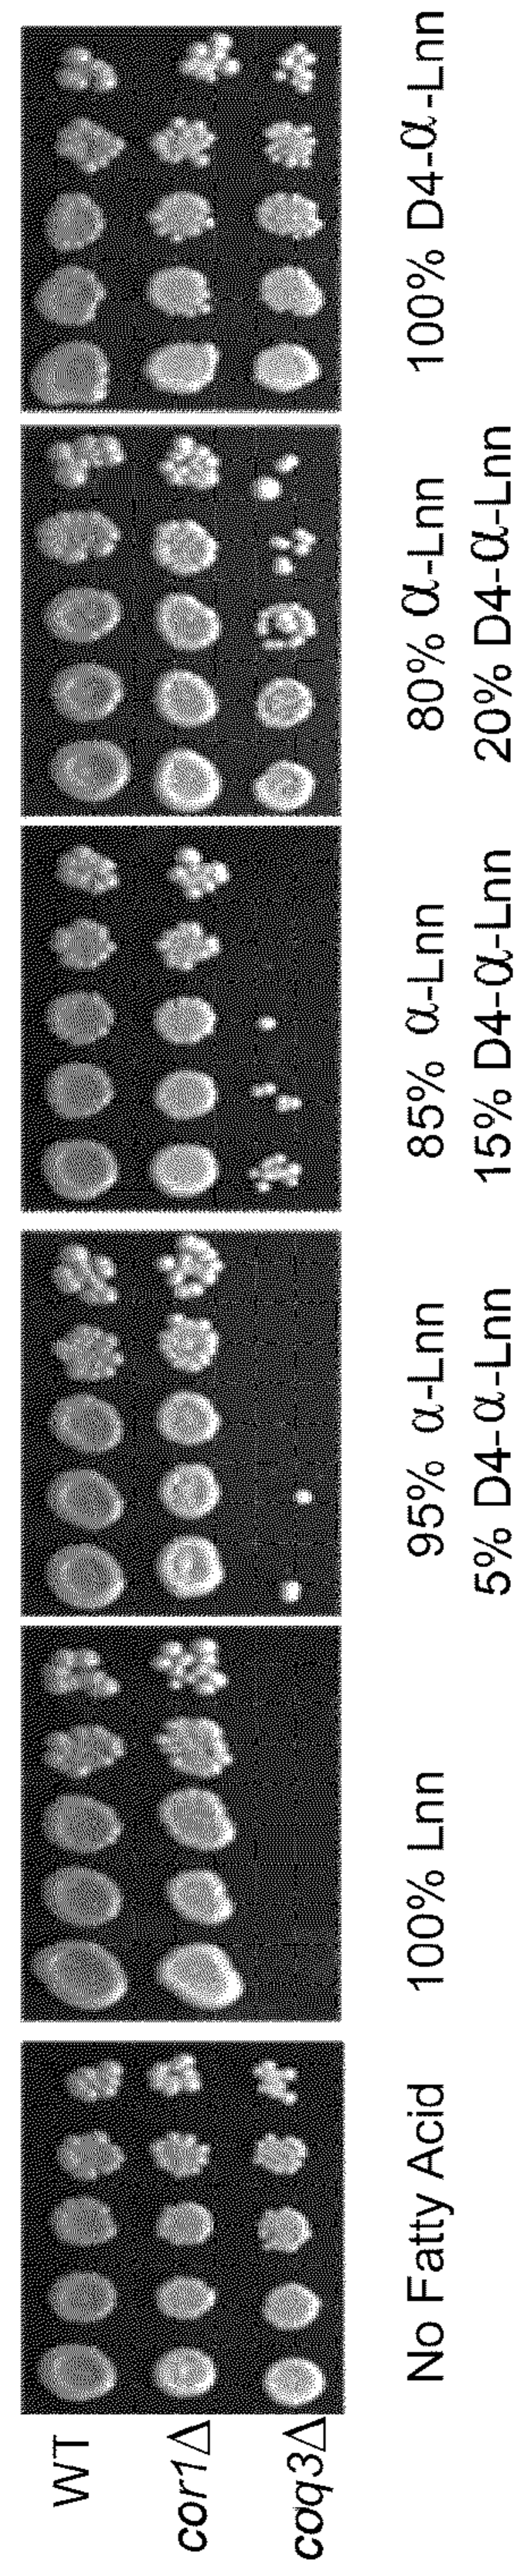 WT
cor1Δ
coq3Δ
No Fatty Acid
100% Lnn
95% α-Lnn
5% D4-α-Lnn
85% α-Lnn
15% D4-α-Lnn
80% α-Lnn
20% D4-α-Lnn
100% D4-α-Lnn